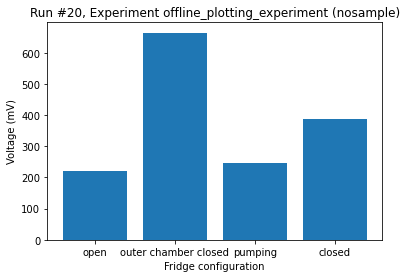 Run #20, Experiment offline_plotting_experiment (nosample)
Voltage (mV)
600
500
400
300
200
100
0
open outer chamber closed pumping closed
Fridge configuration